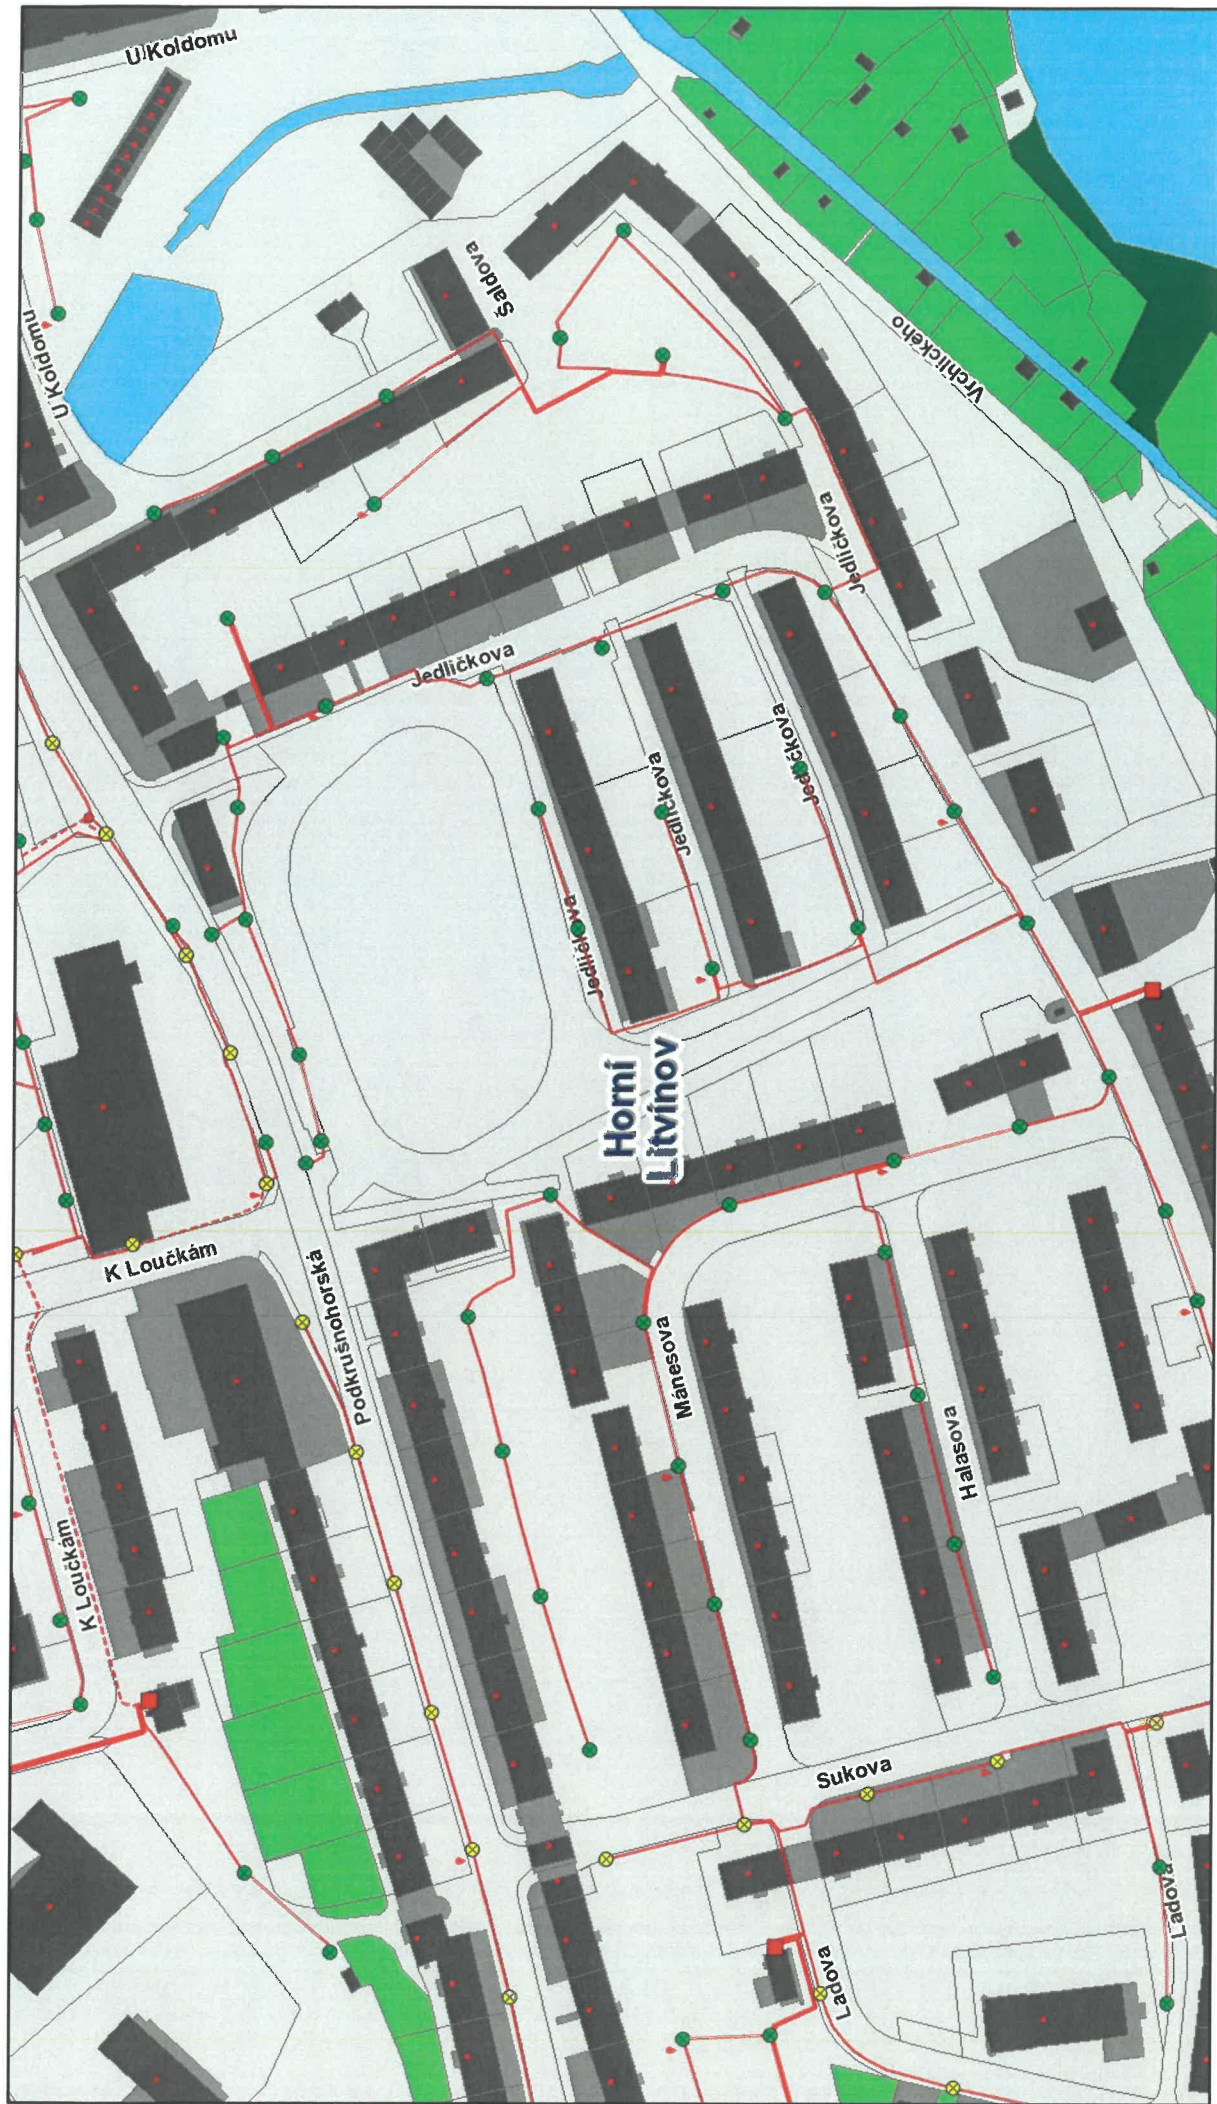 U Koldomu
U Koldomu
Šaldova
Vrchlického
Jedličkova
Jedličkova
Jedličkova
Jedličkova
Jedličkova
Horní
Litvínov
K Loučkám
Podkrušnohorská
Mánesova
Halasova
K Loučkám
Sukova
Ladova
Ladova